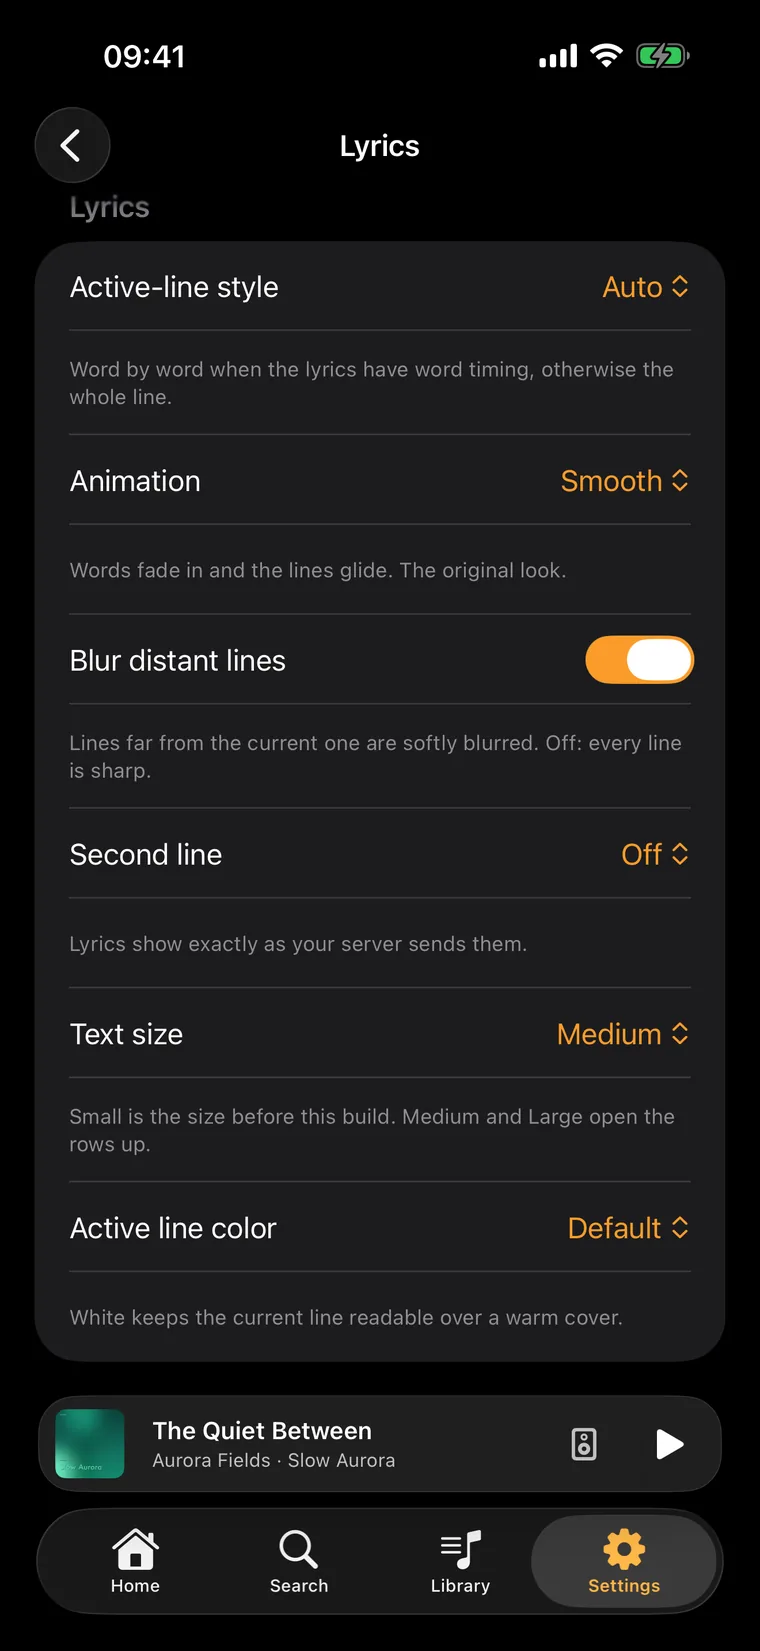 09:41
Lyrics
Lyrics
Active-line style
Auto
Word by word when the lyrics have word timing, otherwise the
whole line.
Animation
Smooth
Words fade in and the lines glide. The original look.
Blur distant lines
Lines far from the current one are softly blurred. Off: every line
is sharp.
Second line
Off
Lyrics show exactly as your server sends them.
Text size
Medium
Small is the size before this build. Medium and Large open the
rows up.
Active line color
Default
White keeps the current line readable over a warm cover.
The Quiet Between
Aurora Fields · Slow Aurora
Home
Search
Library
Settings